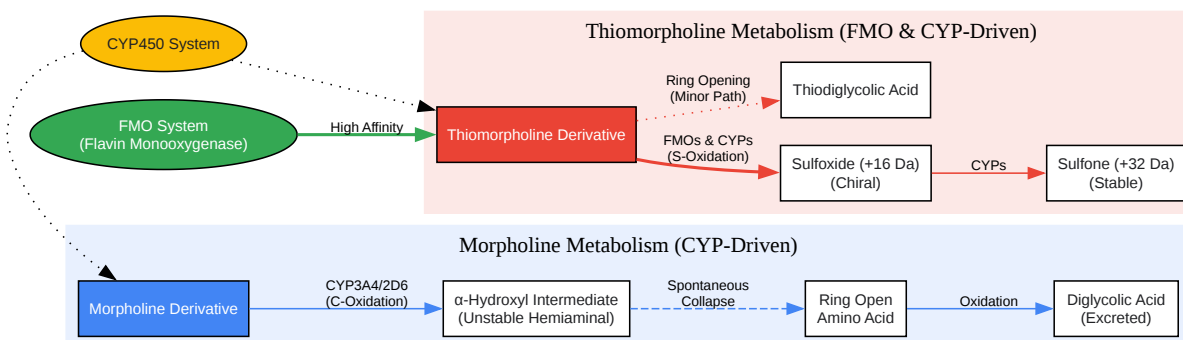 CYP450 System
FMO System
(Flavin Monooxygenase)
High Affinity
Thiomorpholine Metabolism (FMO & CYP-Driven)
Thiomorpholine Derivative
Ring Opening
(Minor Path)
Thiodiglycolic Acid
FMOs & CYPs
(S-Oxidation)
Sulfoxide (+16 Da)
(Chiral)
CYPs
Sulfone (+32 Da)
(Stable)
Morpholine Metabolism (CYP-Driven)
Morpholine Derivative
CYP3A4/2D6
(C-Oxidation)
α-Hydroxyl Intermediate
(Unstable Hemiaminal)
Spontaneous
Collapse
Ring Open
Amino Acid
Oxidation
Diglycolic Acid
(Excreted)